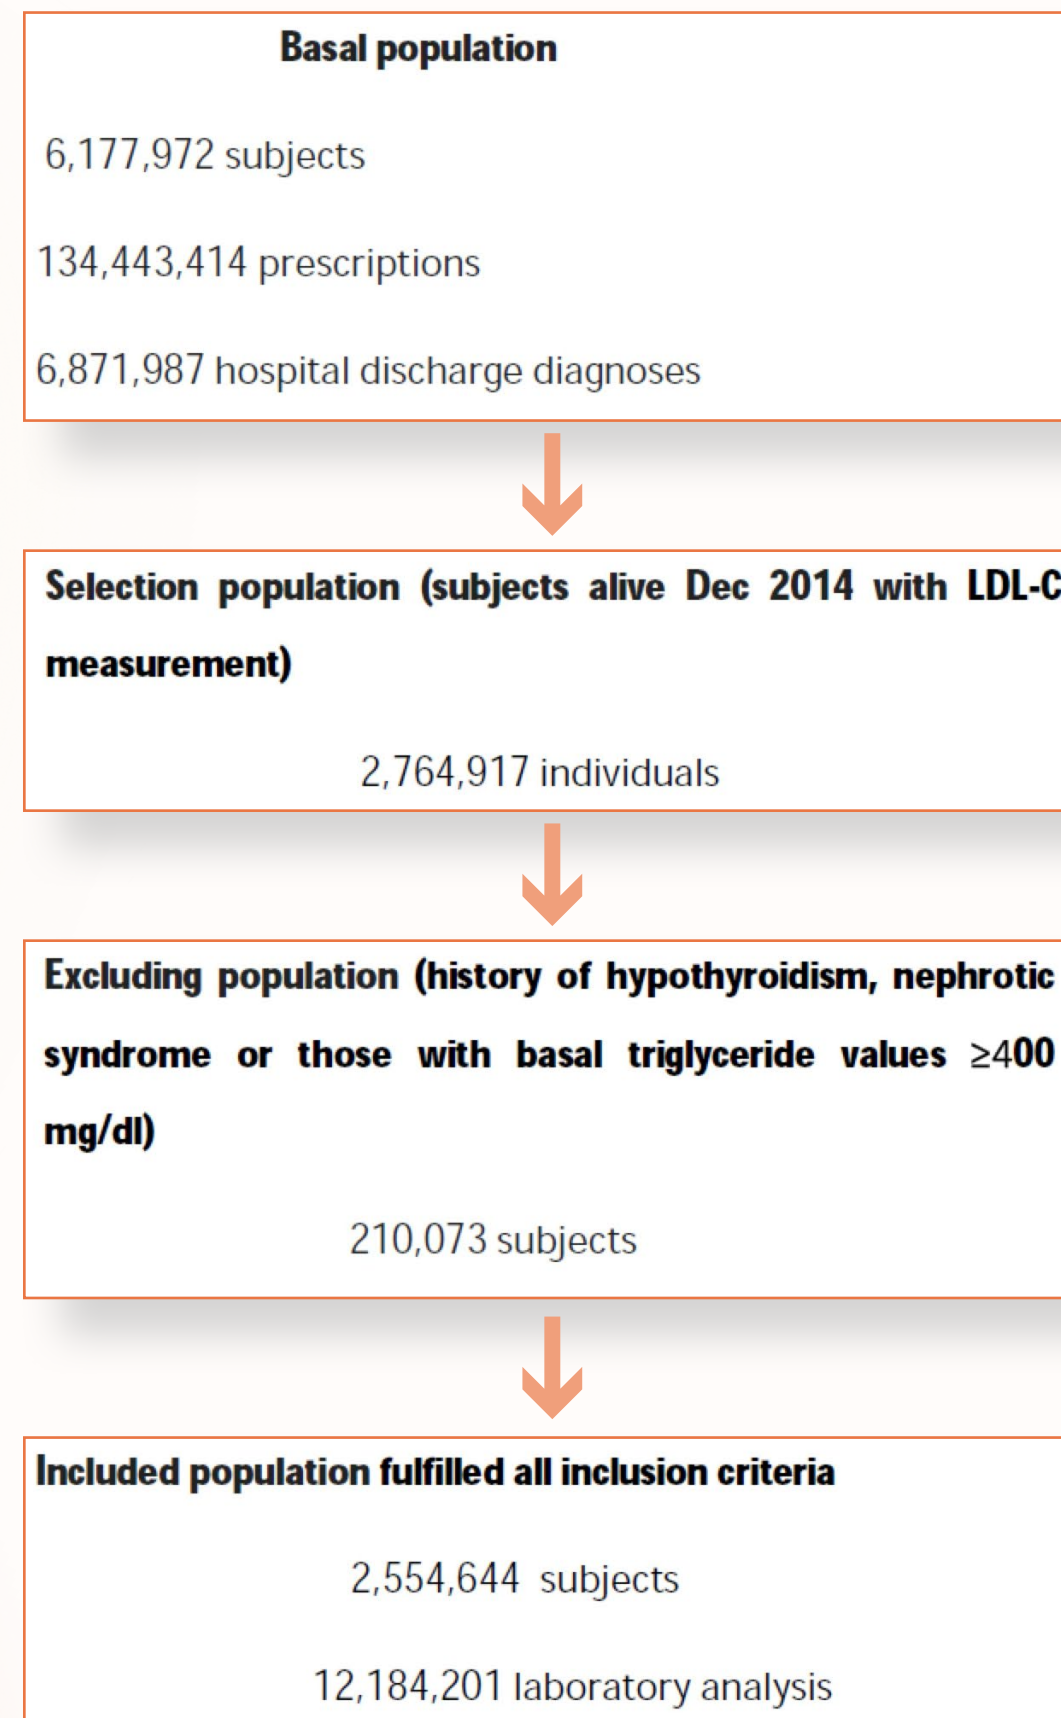 Basal population
6,177,972 subjects
134,443,414 prescriptions
6,871,987 hospital discharge diagnoses
Selection population (subjects alive Dec 2014 with LDL-C
measurement)
2,764,917 individuals
Excluding population (history of hypothyroidism, nephrotic
syndrome or those with basal triglyceride values ≥400
mg/dl)
210,073 subjects
Included population fulfilled all inclusion criteria
2,554,644 subjects
12,184,201 laboratory analysis